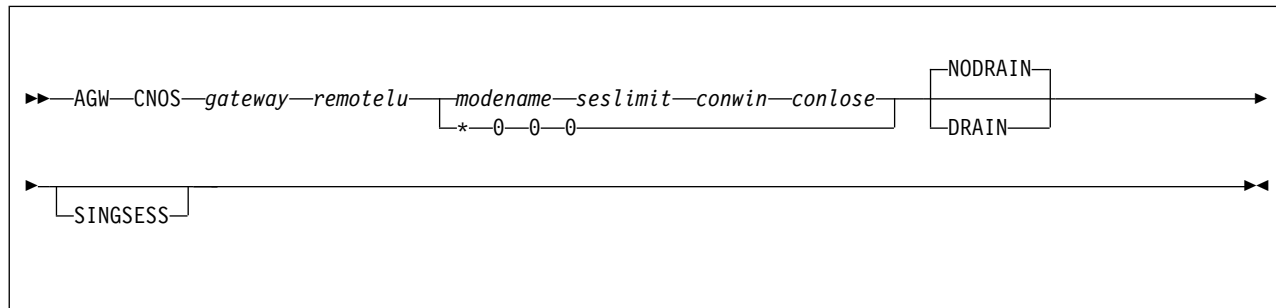 NODRAIN
AGW CNOS gateway remotelu modename seslimit conwin conlose
* 0 0 0 DRAIN
SINGSESS